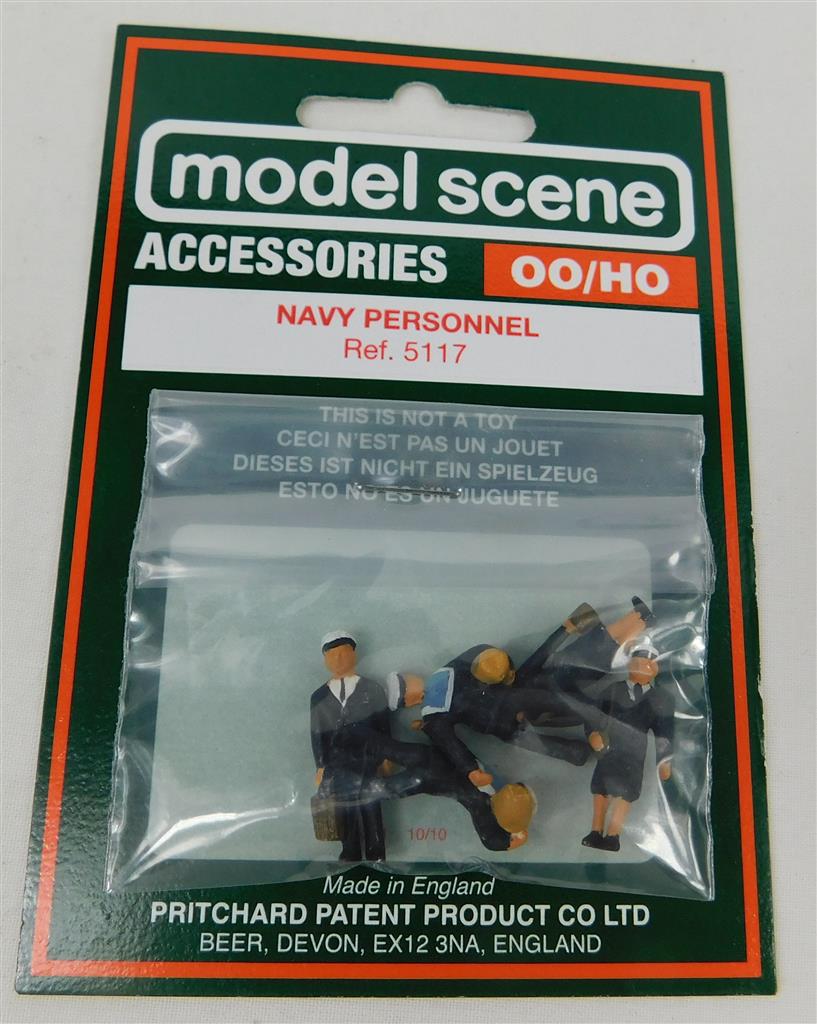 model scene
ACCESSORIES OO/HO
NAVY PERSONNEL
Ref. 5117
THIS IS NOT A TOY
CECI N'EST PAS UN JOUET
DIESES IST NICHT EIN SPIELZEUG
ESTO NO ES UN JUGUETE
10/10
Made in England
PRITCHARD PATENT PRODUCT CO LTD
BEER, DEVON, EX12 3NA, ENGLAND